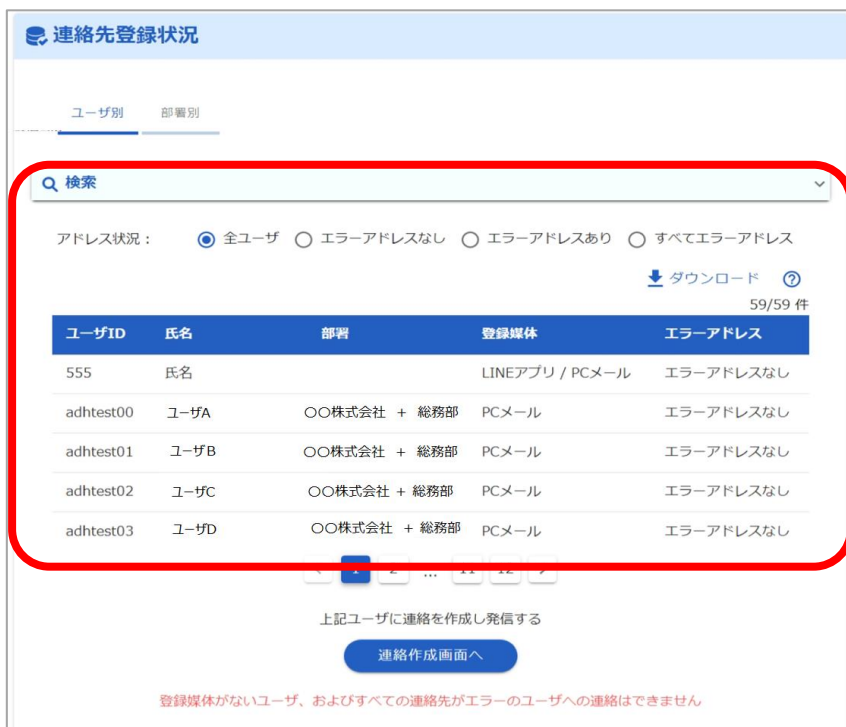 連絡先登録状況
ユーザ別 部署別
検索
アドレス状況： 全ユーザ エラーアドレスなし エラーアドレスあり すべてエラーアドレス
ダウンロード ?
59/59 件
ユーザID 氏名 部署 登録媒体 エラーアドレス
555 氏名 LINEアプリ / PCメール エラーアドレスなし
adhtest00 ユーザA 〇〇株式会社 + 総務部 PCメール エラーアドレスなし
adhtest01 ユーザB 〇〇株式会社 + 総務部 PCメール エラーアドレスなし
adhtest02 ユーザC 〇〇株式会社 + 総務部 PCメール エラーアドレスなし
adhtest03 ユーザD 〇〇株式会社 + 総務部 PCメール エラーアドレスなし
1 2 ... 11 12
上記ユーザに連絡を作成し発信する
連絡作成画面へ
登録媒体がないユーザ、およびすべての連絡先がエラーのユーザへの連絡はできません